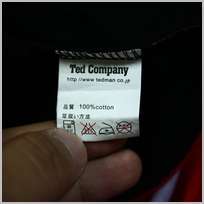 Ted Company
http://www.tedman.co.jp
品質 100%cotton
取扱い方法